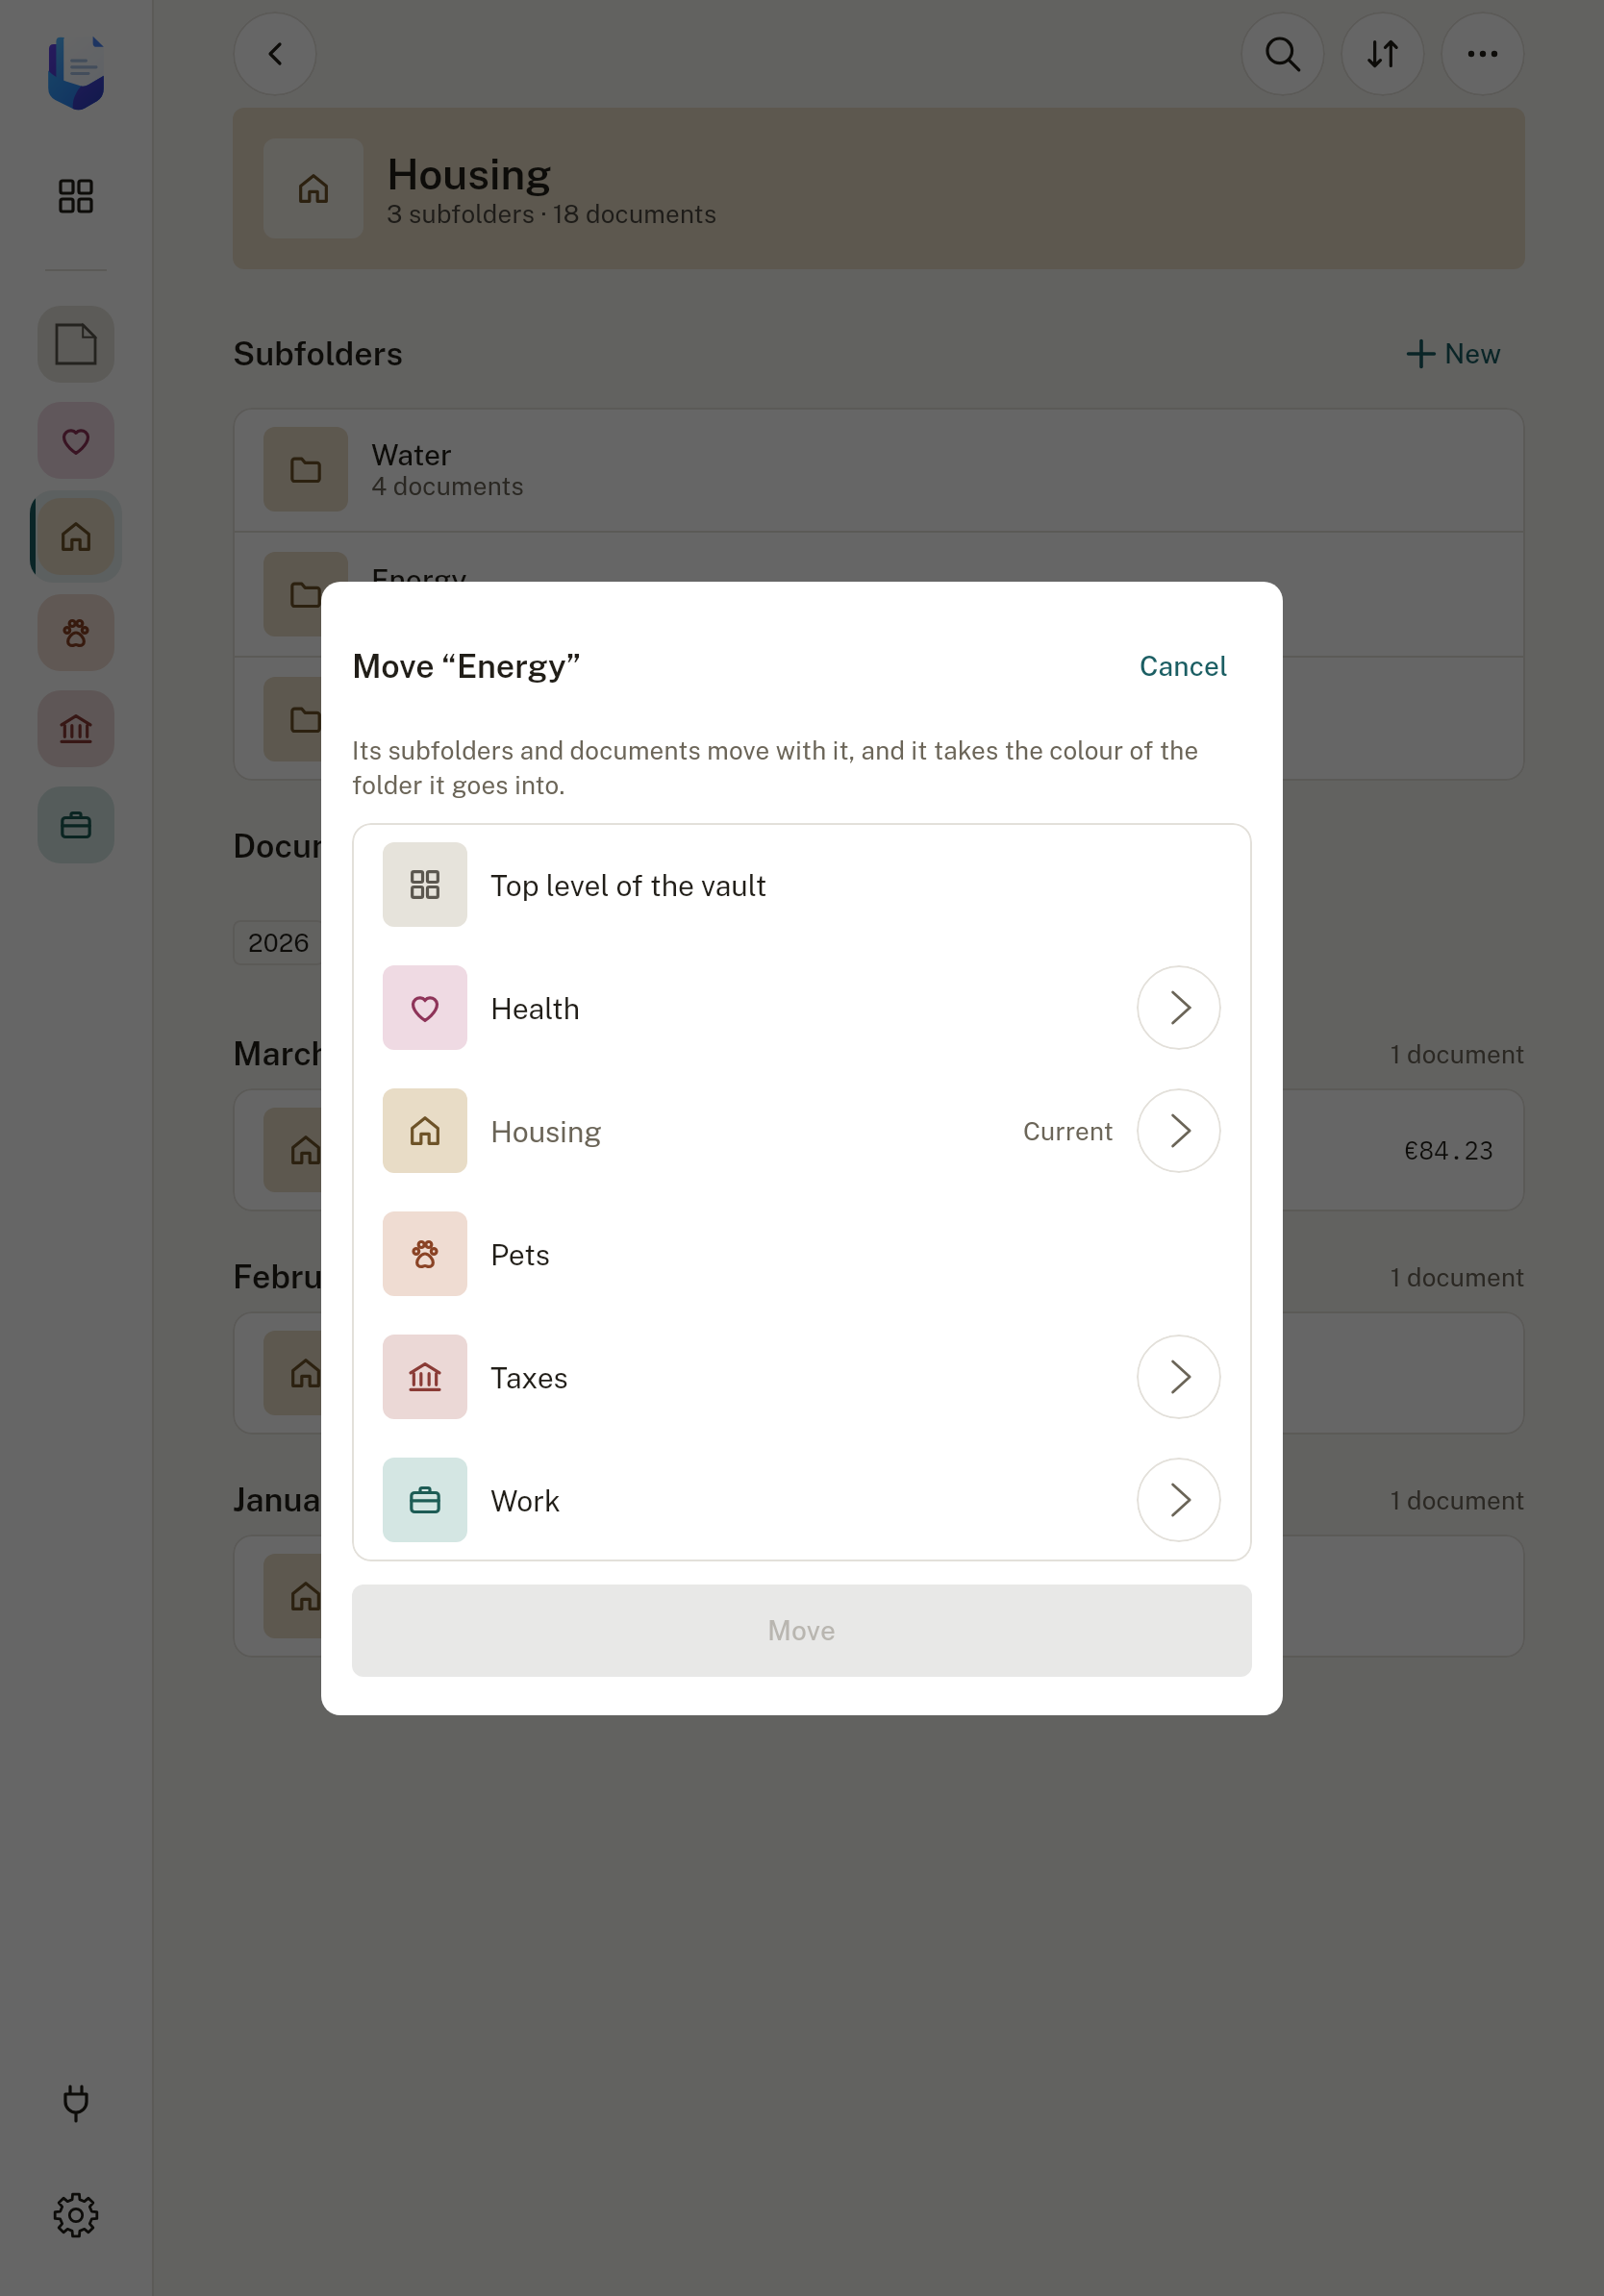 Housing
3 subfolders · 18 documents
Subfolders
New
Water
4 documents
Energy
Move “Energy”
Cancel
Its subfolders and documents move with it, and it takes the colour of the
folder it goes into.
Top level of the vault
Health
Housing
Current
Pets
Taxes
Work
Move
2026
March
1 document
€84.23
1 document
1 document